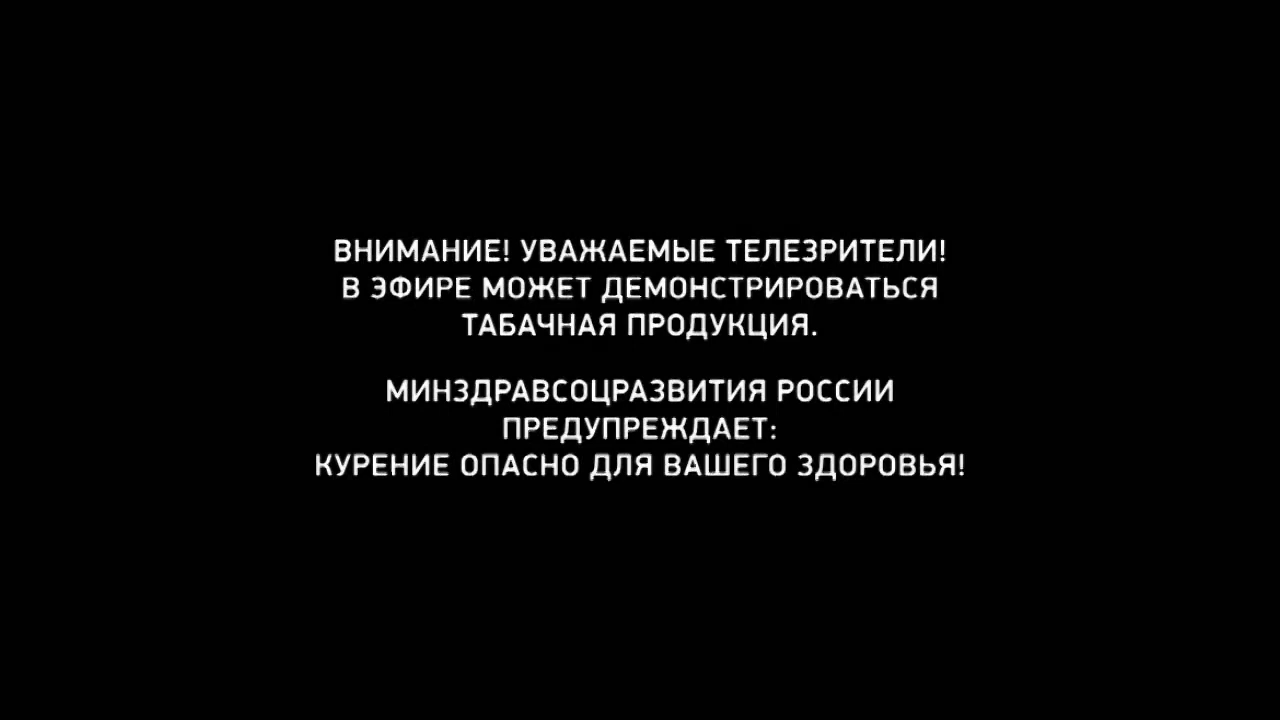 ВНИМАНИЕ! УВАЖАЕМЫЕ ТЕЛЕЗРИТЕЛИ!
В ЭФИРЕ МОЖЕТ ДЕМОНСТРИРОВАТЬСЯ
ТАБАЧНАЯ ПРОДУКЦИЯ.
МИНЗДРАВСОЦРАЗВИТИЯ РОССИИ
ПРЕДУПРЕЖДАЕТ:
КУРЕНИЕ ОПАСНО ДЛЯ ВАШЕГО ЗДОРОВЬЯ!